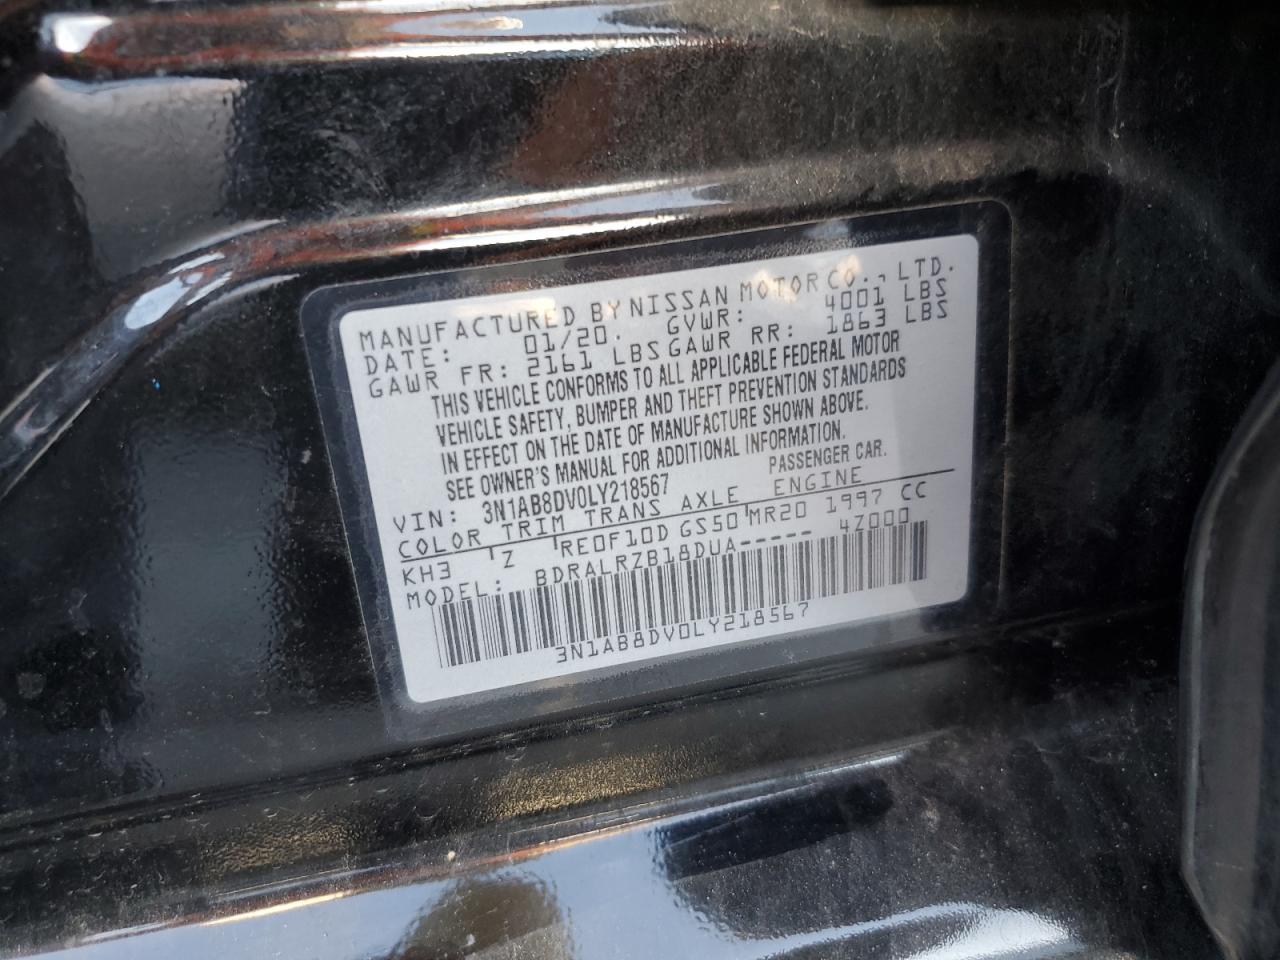 MANUFACTURED BY NISSAN MOTOR CO., LTD.
DATE: 01/20. GVWR: 4001 LBS
GAWR FR: 2161 LBS GAWR RR: 1863 LBS
THIS VEHICLE CONFORMS TO ALL APPLICABLE FEDERAL MOTOR
VEHICLE SAFETY, BUMPER AND THEFT PREVENTION STANDARDS
IN EFFECT ON THE DATE OF MANUFACTURE SHOWN ABOVE.
SEE OWNER'S MANUAL FOR ADDITIONAL INFORMATION.
VIN: 3N1AB8DV0LY218567 PASSENGER CAR.
COLOR TRIM TRANS AXLE ENGINE
KH3 Z RE0F10D GS50 MR20 1997 CC
MODEL: BDRALRZB18DUA----- 4Z000
3N1AB8DV0LY218567